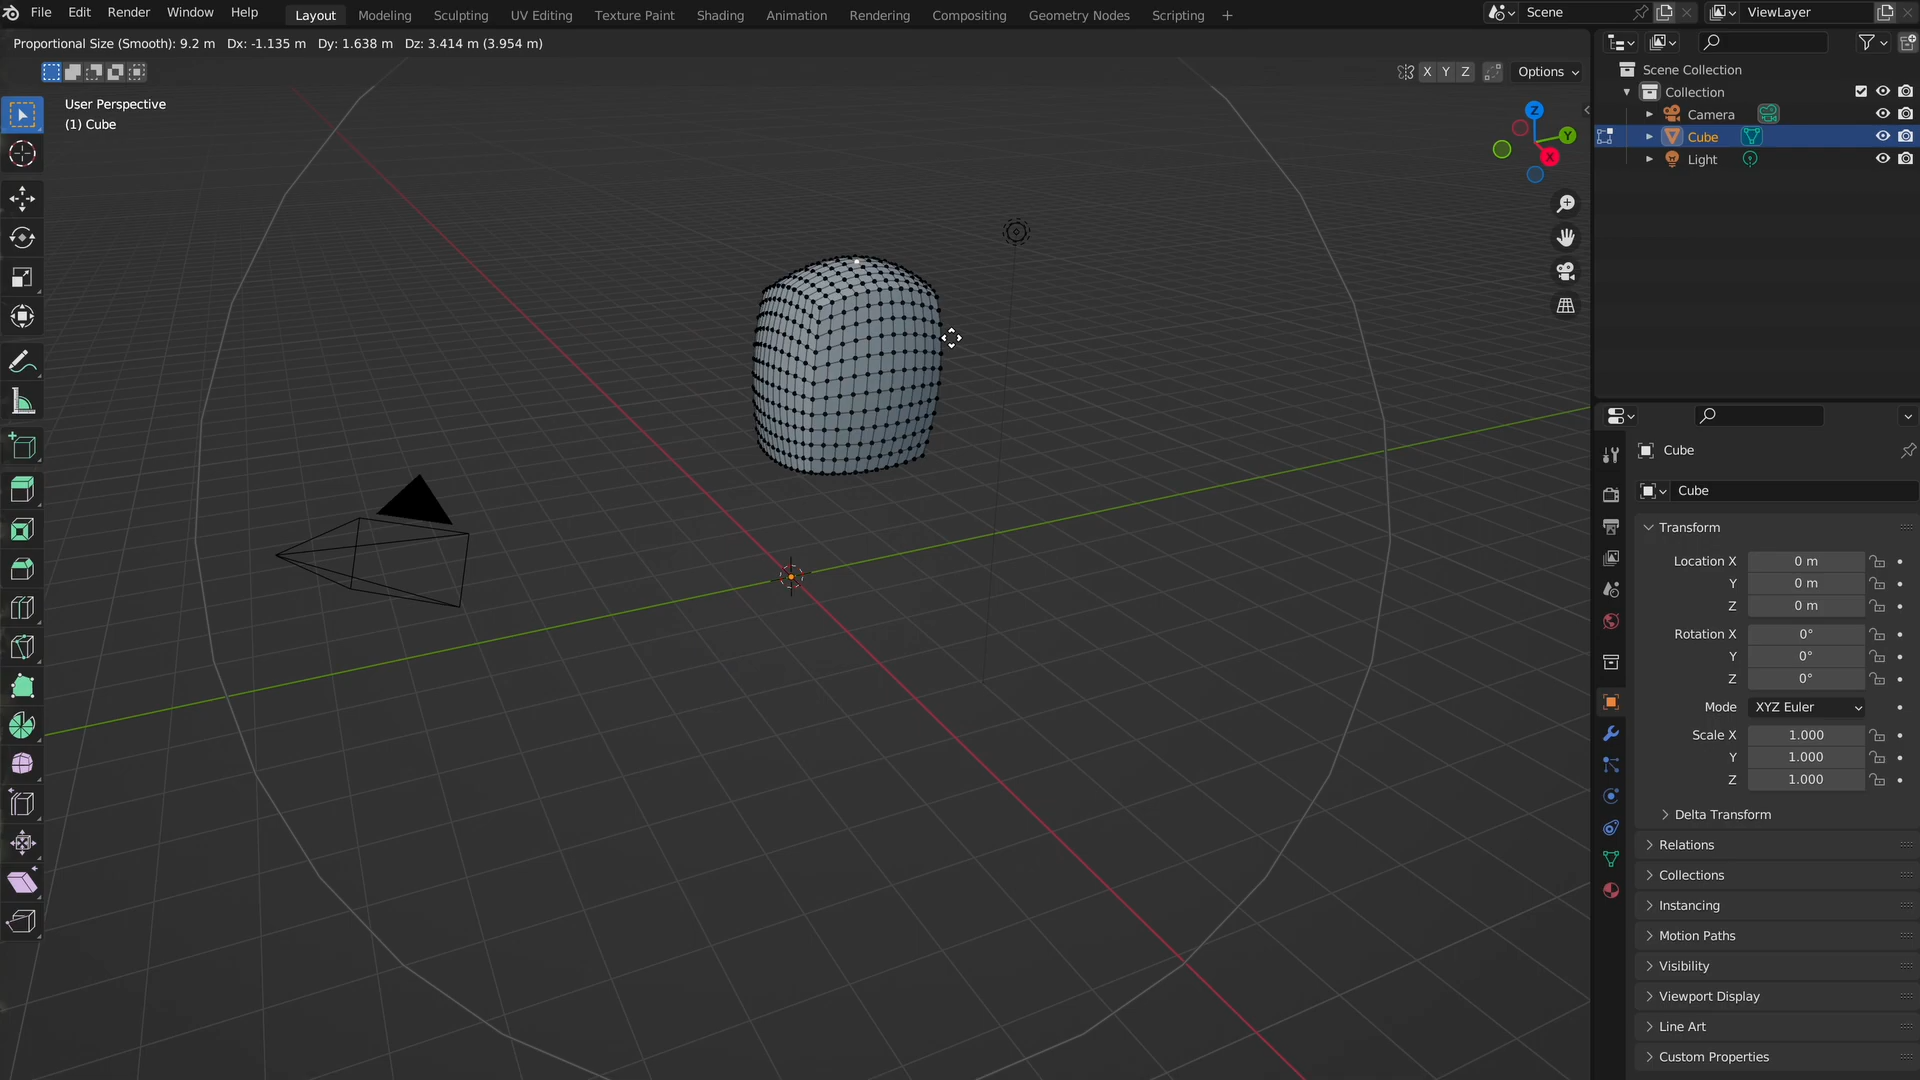 File Edit Render Window Help Layout Modeling Sculpting UV Editing Texture Paint Shading Animation Rendering Compositing Geometry Nodes Scripting + Scene ViewLayer
Proportional Size (Smooth): 9.2 m Dx: -1.135 m Dy: 1.638 m Dz: 3.414 m (3.954 m)
X Y Z Options
User Perspective
(1) Cube
Z
Y
X
Scene Collection
Collection
Camera
Cube
Light
Cube
Cube
Transform
Location X 0 m
Y 0 m
Z 0 m
Rotation X 0°
Y 0°
Z 0°
Mode XYZ Euler
Scale X 1.000
Y 1.000
Z 1.000
Delta Transform
Relations
Collections
Instancing
Motion Paths
Visibility
Viewport Display
Line Art
Custom Properties